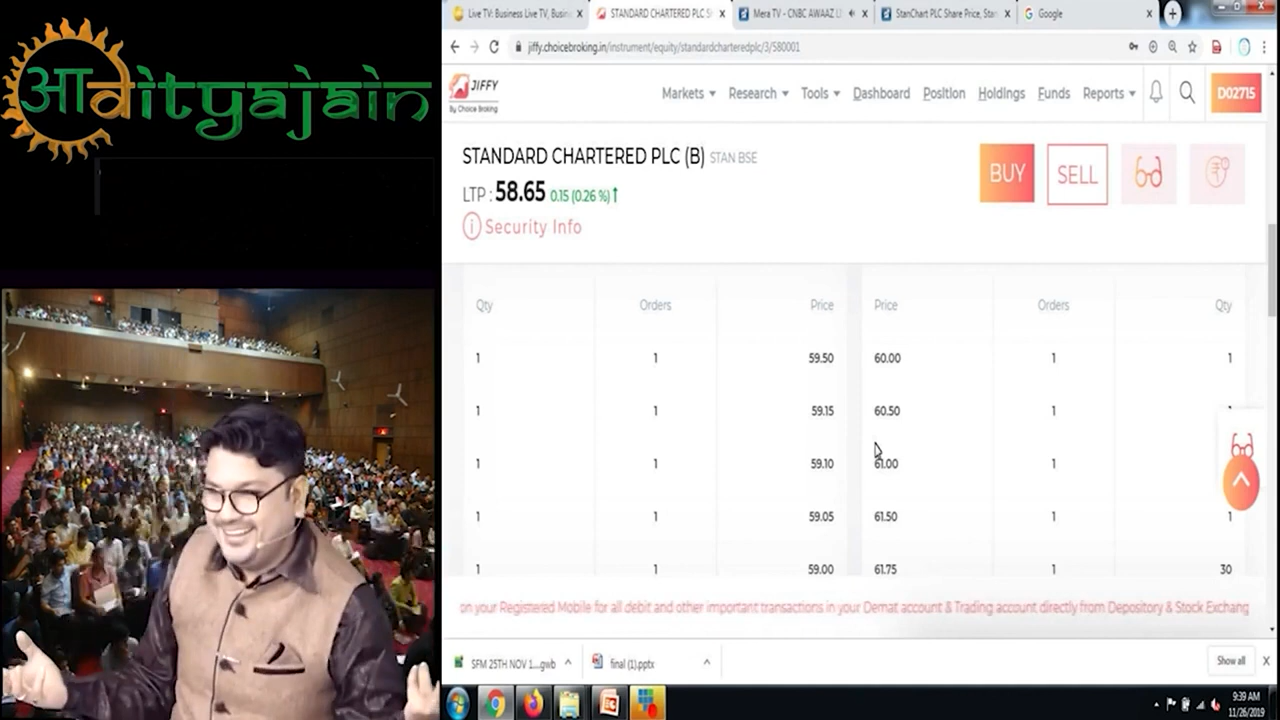 आdityajain
Live TV: Business Live TV, Busin
STANDARD CHARTERED PLC S
Mera TV - CNBC AWAAZ L
StanChart PLC Share Price, Stan
Google
jiffy.choicebroking.in/instrument/equity/standardcharteredplc/3/580001
JIFFY
By Choice Broking
Markets
Research
Tools
Dashboard
Position
Holdings
Funds
Reports
D02715
STANDARD CHARTERED PLC (B) STAN BSE
LTP : 58.65 0.15 (0.26 %)↑
Security Info
BUY
SELL
Qty Orders Price Price Orders Qty
1 1 59.50 60.00 1 1
1 1 59.15 60.50 1
1 1 59.10 61.00 1
1 1 59.05 61.50 1 1
1 1 59.00 61.75 1 30
on your Registered Mobile for all debit and other important transactions in your Demat account & Trading account directly from Depository & Stock Exchang
SFM 25TH NOV 1....gwb
final (1).pptx
Show all
9:39 AM
11/26/2019